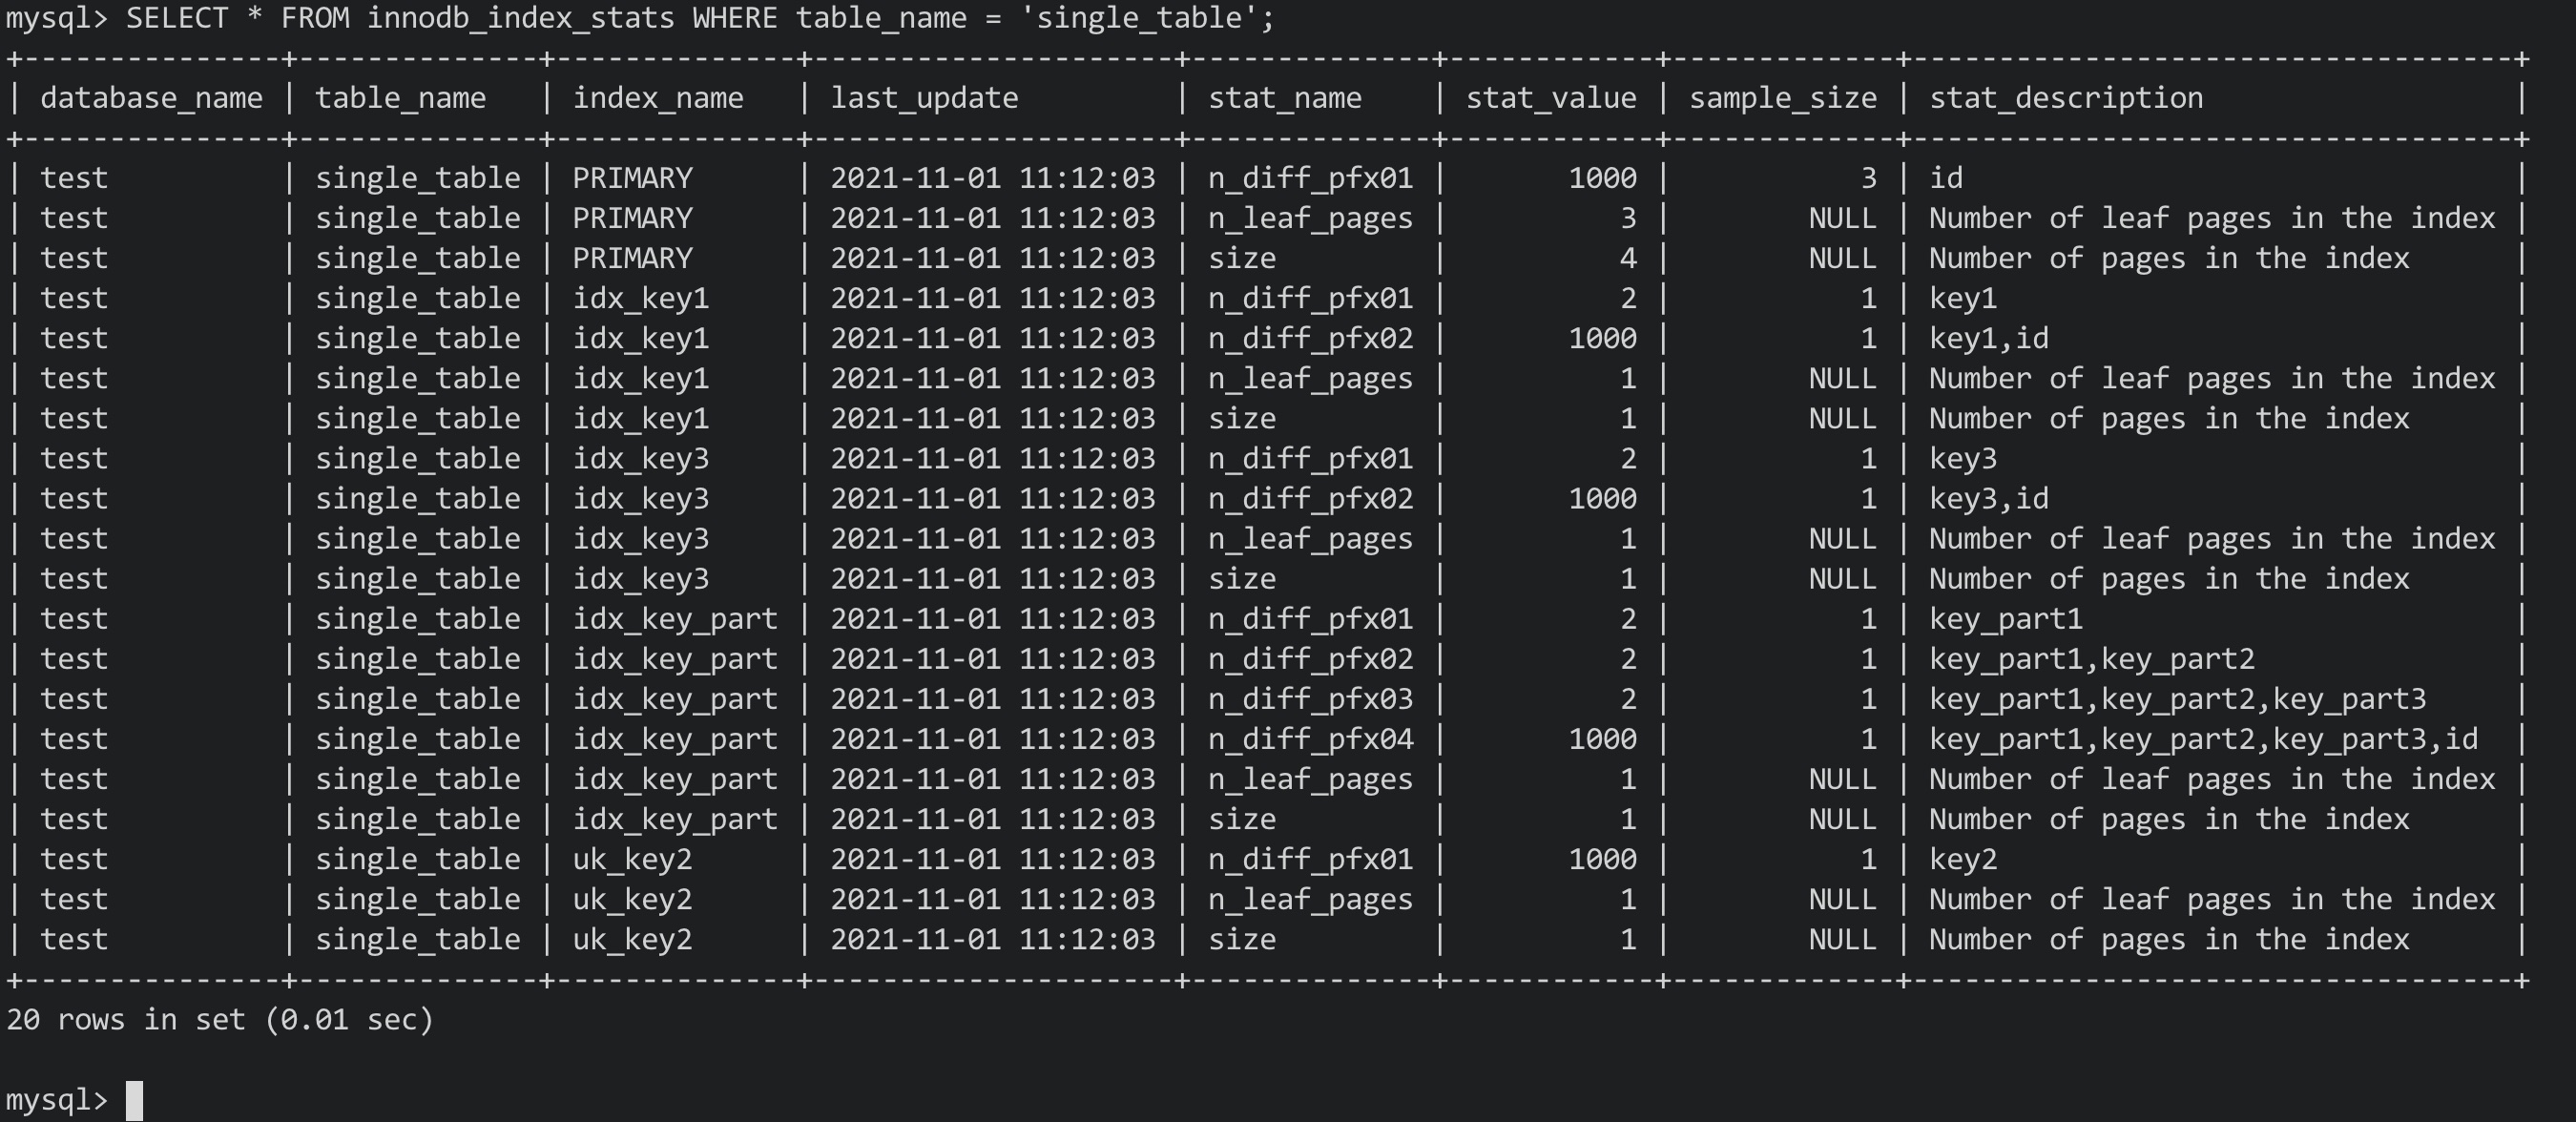 mysql> SELECT * FROM innodb_index_stats WHERE table_name = 'single_table';
+---------------+--------------+--------------+---------------------+--------------+------------+-------------+-----------------------------------+
| database_name | table_name   | index_name   | last_update         | stat_name    | stat_value | sample_size | stat_description                  |
+---------------+--------------+--------------+---------------------+--------------+------------+-------------+-----------------------------------+
| test          | single_table | PRIMARY      | 2021-11-01 11:12:03 | n_diff_pfx01 |       1000 |           3 | id                                |
| test          | single_table | PRIMARY      | 2021-11-01 11:12:03 | n_leaf_pages |          3 |        NULL | Number of leaf pages in the index |
| test          | single_table | PRIMARY      | 2021-11-01 11:12:03 | size         |          4 |        NULL | Number of pages in the index      |
| test          | single_table | idx_key1     | 2021-11-01 11:12:03 | n_diff_pfx01 |          2 |           1 | key1                              |
| test          | single_table | idx_key1     | 2021-11-01 11:12:03 | n_diff_pfx02 |       1000 |           1 | key1,id                           |
| test          | single_table | idx_key1     | 2021-11-01 11:12:03 | n_leaf_pages |          1 |        NULL | Number of leaf pages in the index |
| test          | single_table | idx_key1     | 2021-11-01 11:12:03 | size         |          1 |        NULL | Number of pages in the index      |
| test          | single_table | idx_key3     | 2021-11-01 11:12:03 | n_diff_pfx01 |          2 |           1 | key3                              |
| test          | single_table | idx_key3     | 2021-11-01 11:12:03 | n_diff_pfx02 |       1000 |           1 | key3,id                           |
| test          | single_table | idx_key3     | 2021-11-01 11:12:03 | n_leaf_pages |          1 |        NULL | Number of leaf pages in the index |
| test          | single_table | idx_key3     | 2021-11-01 11:12:03 | size         |          1 |        NULL | Number of pages in the index      |
| test          | single_table | idx_key_part | 2021-11-01 11:12:03 | n_diff_pfx01 |          2 |           1 | key_part1                         |
| test          | single_table | idx_key_part | 2021-11-01 11:12:03 | n_diff_pfx02 |          2 |           1 | key_part1,key_part2               |
| test          | single_table | idx_key_part | 2021-11-01 11:12:03 | n_diff_pfx03 |          2 |           1 | key_part1,key_part2,key_part3     |
| test          | single_table | idx_key_part | 2021-11-01 11:12:03 | n_diff_pfx04 |       1000 |           1 | key_part1,key_part2,key_part3,id  |
| test          | single_table | idx_key_part | 2021-11-01 11:12:03 | n_leaf_pages |          1 |        NULL | Number of leaf pages in the index |
| test          | single_table | idx_key_part | 2021-11-01 11:12:03 | size         |          1 |        NULL | Number of pages in the index      |
| test          | single_table | uk_key2      | 2021-11-01 11:12:03 | n_diff_pfx01 |       1000 |           1 | key2                              |
| test          | single_table | uk_key2      | 2021-11-01 11:12:03 | n_leaf_pages |          1 |        NULL | Number of leaf pages in the index |
| test          | single_table | uk_key2      | 2021-11-01 11:12:03 | size         |          1 |        NULL | Number of pages in the index      |
+---------------+--------------+--------------+---------------------+--------------+------------+-------------+-----------------------------------+
20 rows in set (0.01 sec)
mysql>